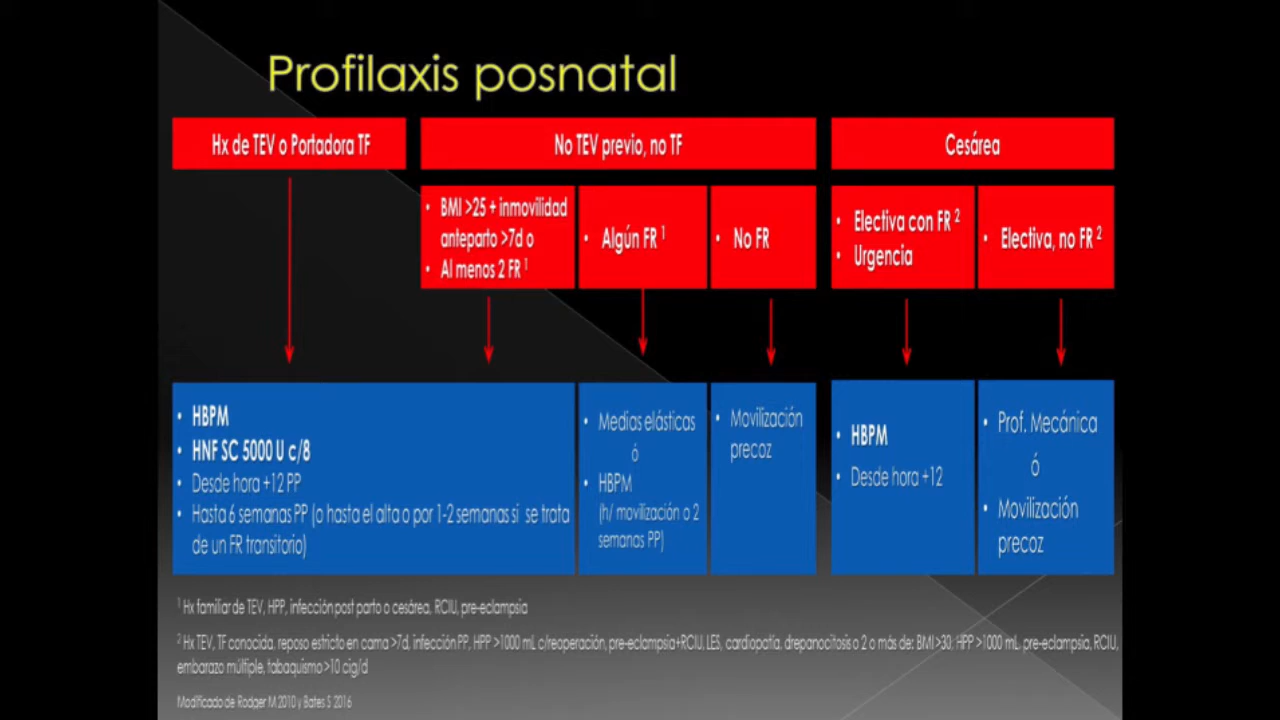 Profilaxis posnatal
Hx de TEV o Portadora TF
No TEV previo, no TF
Cesárea
• BMI >25 + inmovilidad
anteparto >7d o
• Al menos 2 FR ¹
• Algún FR ¹
• No FR
• Electiva con FR ²
• Urgencia
• Electiva, no FR ²
• HBPM
• HNF SC 5000 U c/8
• Desde hora +12 PP
• Hasta 6 semanas PP (o hasta el alta o por 1-2 semanas si se trata
de un FR transitorio)
• Medias elásticas
ó
• HBPM
(h/ movilización o 2
semanas PP)
• Movilización
precoz
• HBPM
• Desde hora +12
• Prof. Mecánica
ó
• Movilización
precoz
¹ Hx familiar de TEV, HPP, infección post parto o cesárea, RCIU, pre-eclampsia
² Hx TEV, TF conocida, reposo estricto en cama >7d, infección PP, HPP >1000 mL c/reoperación, pre-eclampsia+RCIU, LES, cardiopatía, drepanocitosis o 2 o más de: BMI >30; HPP >1000 mL, pre-eclampsia, RCIU,
embarazo múltiple, tabaquismo >10 cig/d
Modificado de Rodger M 2010 y Bates S 2016